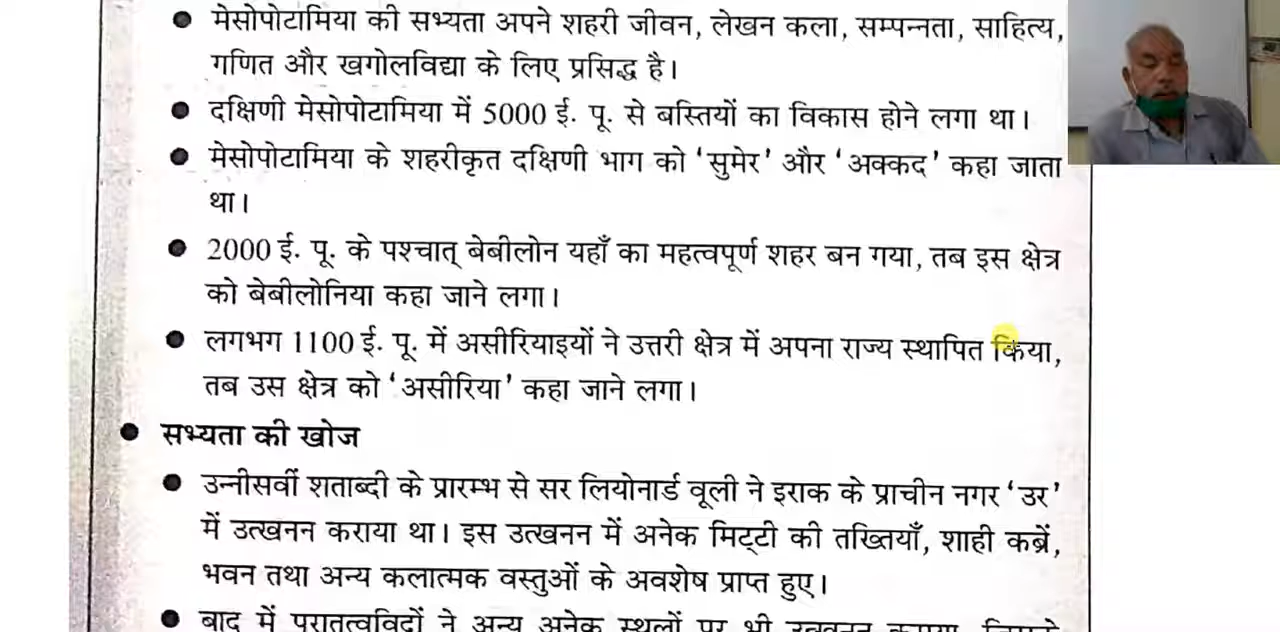 ● मेसोपोटामिया की सभ्यता अपने शहरी जीवन, लेखन कला, सम्पन्नता, साहित्य,
गणित और खगोलविद्या के लिए प्रसिद्ध है।
● दक्षिणी मेसोपोटामिया में 5000 ई. पू. से बस्तियों का विकास होने लगा था।
● मेसोपोटामिया के शहरीकृत दक्षिणी भाग को 'सुमेर' और 'अक्कद' कहा जाता
था।
● 2000 ई. पू. के पश्चात् बेबीलोन यहाँ का महत्वपूर्ण शहर बन गया, तब इस क्षेत्र
को बेबीलोनिया कहा जाने लगा।
● लगभग 1100 ई. पू. में असीरियाइयों ने उत्तरी क्षेत्र में अपना राज्य स्थापित किया,
तब उस क्षेत्र को 'असीरिया' कहा जाने लगा।
● सभ्यता की खोज
● उन्नीसवीं शताब्दी के प्रारम्भ से सर लियोनार्ड वूली ने इराक के प्राचीन नगर 'उर'
में उत्खनन कराया था। इस उत्खनन में अनेक मिट्टी की तख्तियाँ, शाही कब्रें,
भवन तथा अन्य कलात्मक वस्तुओं के अवशेष प्राप्त हुए।
● बाद में पुरातत्वविदों ने अन्य अनेक स्थलों पर भी